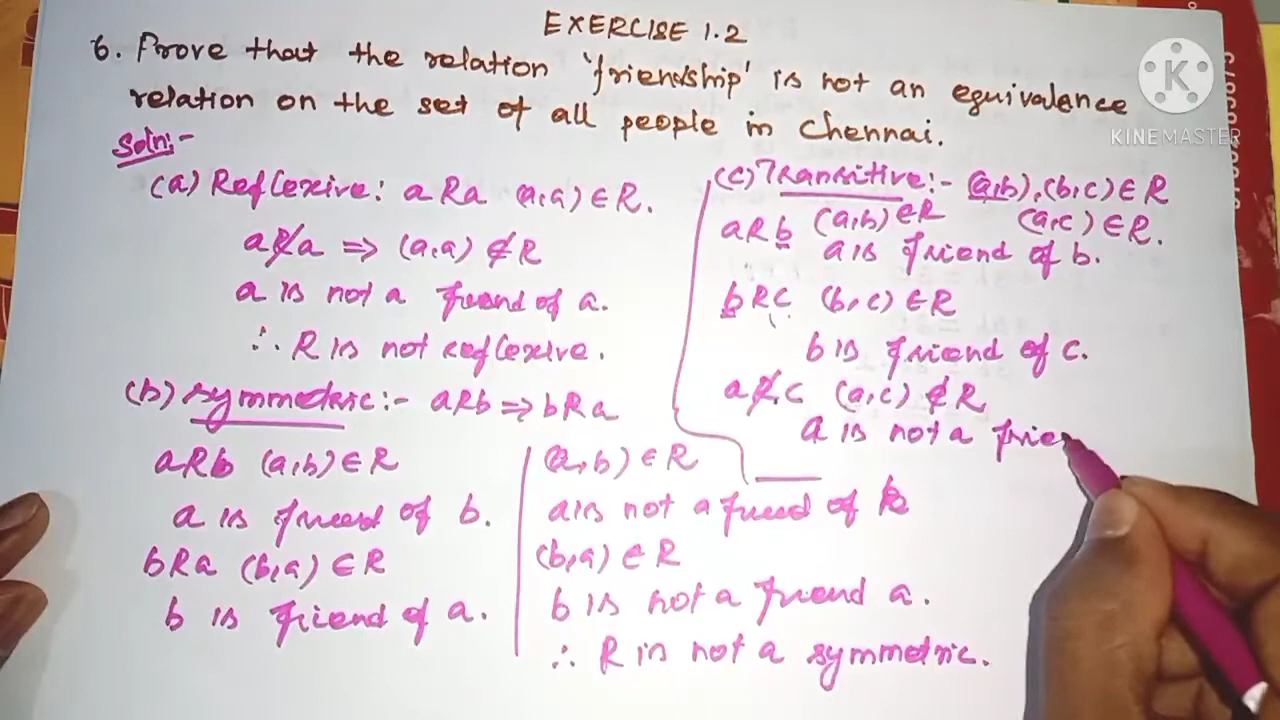 EXERCISE 1.2
6. Prove that the relation 'friendship' is not an equivalence
relation on the set of all people in Chennai.
Soln:-
(a) Reflexive: aRa (a,a) ∈ R.
aR̸a ⇒ (a,a) ∉ R
a is not a friend of a.
∴ R is not reflexive.
(b) Symmetric:- aRb ⇒ bRa
aRb (a,b) ∈ R
a is friend of b.
bRa (b,a) ∈ R
b is friend of a.
(a,b) ∈ R
a is not a friend of b
(b,a) ∈ R
b is not a friend a.
∴ R is not a symmetric.
(c) Transitive:- (a,b),(b,c) ∈ R
(a,c) ∈ R.
aRb (a,b) ∈ R
a is friend of b.
bRc (b,c) ∈ R
b is friend of c.
aR̸c (a,c) ∉ R
a is not a frie
KINEMASTER